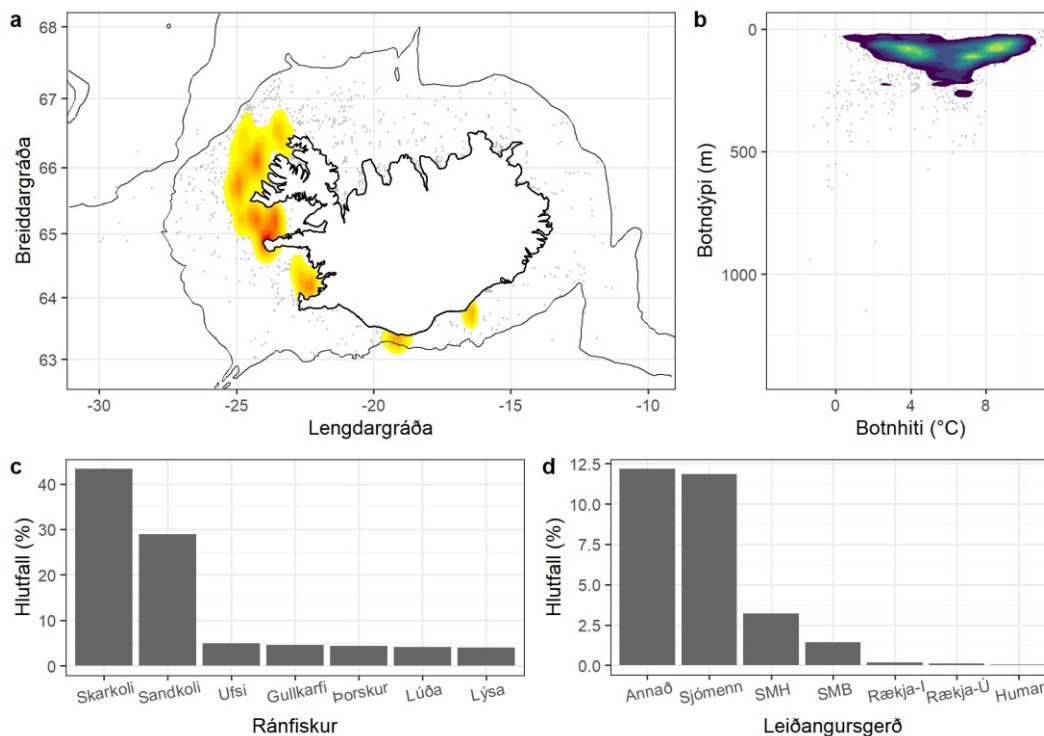 a
68
67
66
65
64
63
Breiddargráða
-30
-25
-20
-15
-10
Lengdargráða
b
0
500
1000
Botndýpi (m)
0
4
8
Botnhiti (°C)
c
40
30
20
10
0
Hlutfall (%)
Skarkoli Sandkoli Ufsi Gullkarfi Þorskur Lúða Lýsa
Ránfiskur
d
12.5
10.0
7.5
5.0
2.5
0.0
Hlutfall (%)
Annað Sjómenn SMH SMB Rækja-I Rækja-Ú Humar
Leiðangursgerð